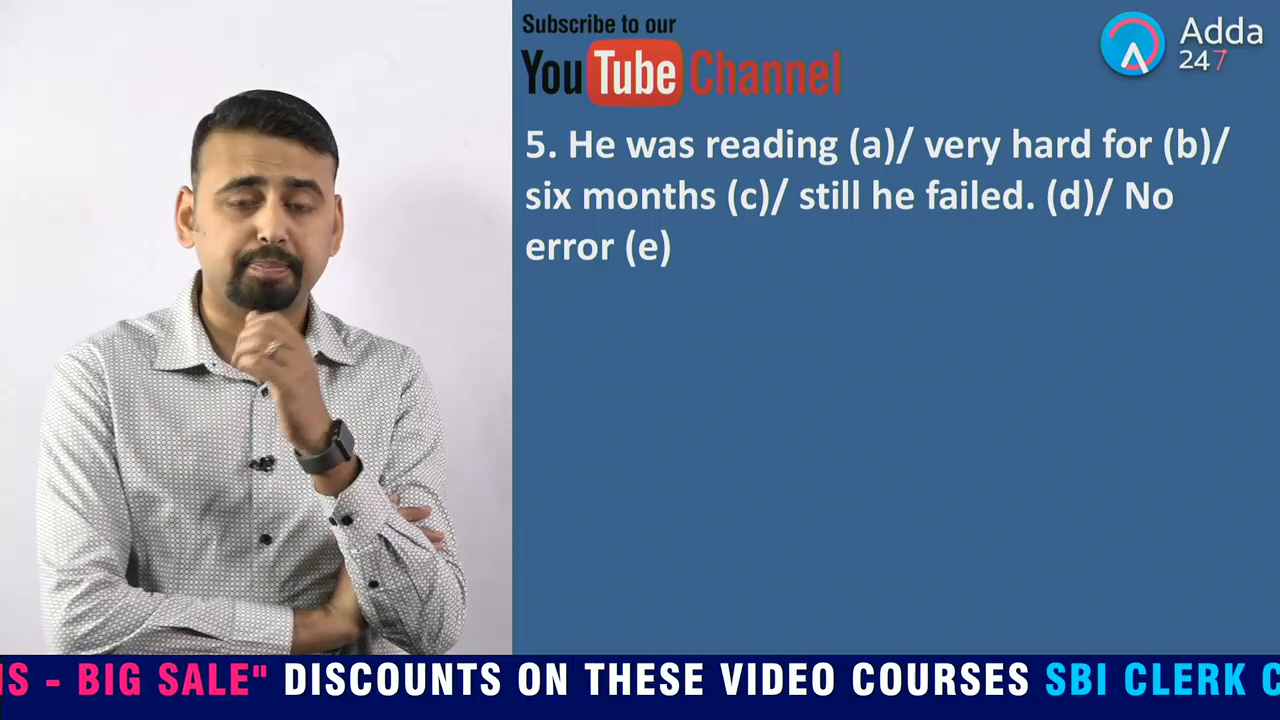 Subscribe to our
YouTube Channel
Adda
247
5. He was reading (a)/ very hard for (b)/
six months (c)/ still he failed. (d)/ No
error (e)
- BIG SALE" DISCOUNTS ON THESE VIDEO COURSES SBI CLERK